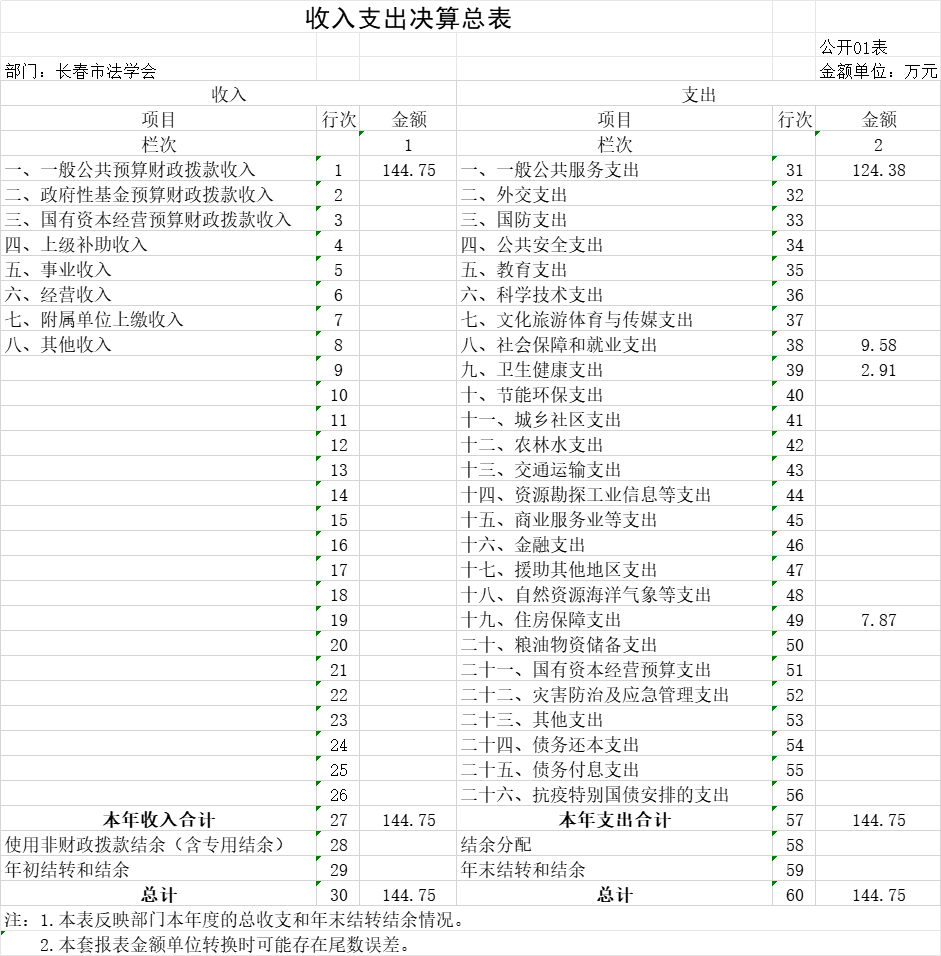 收入支出决算总表
公开01表
部门：长春市法学会 金额单位：万元
收入 支出
项目 行次 金额 项目 行次 金额
栏次 1 栏次 2
一、一般公共预算财政拨款收入 1 144.75 一、一般公共服务支出 31 124.38
二、政府性基金预算财政拨款收入 2 二、外交支出 32
三、国有资本经营预算财政拨款收入 3 三、国防支出 33
四、上级补助收入 4 四、公共安全支出 34
五、事业收入 5 五、教育支出 35
六、经营收入 6 六、科学技术支出 36
七、附属单位上缴收入 7 七、文化旅游体育与传媒支出 37
八、其他收入 8 八、社会保障和就业支出 38 9.58
9 九、卫生健康支出 39 2.91
10 十、节能环保支出 40
11 十一、城乡社区支出 41
12 十二、农林水支出 42
13 十三、交通运输支出 43
14 十四、资源勘探工业信息等支出 44
15 十五、商业服务业等支出 45
16 十六、金融支出 46
17 十七、援助其他地区支出 47
18 十八、自然资源海洋气象等支出 48
19 十九、住房保障支出 49 7.87
20 二十、粮油物资储备支出 50
21 二十一、国有资本经营预算支出 51
22 二十二、灾害防治及应急管理支出 52
23 二十三、其他支出 53
24 二十四、债务还本支出 54
25 二十五、债务付息支出 55
26 二十六、抗疫特别国债安排的支出 56
本年收入合计 27 144.75 本年支出合计 57 144.75
使用非财政拨款结余（含专用结余） 28 结余分配 58
年初结转和结余 29 年末结转和结余 59
总计 30 144.75 总计 60 144.75
注：1.本表反映部门本年度的总收支和年末结转结余情况。
2.本套报表金额单位转换时可能存在尾数误差。